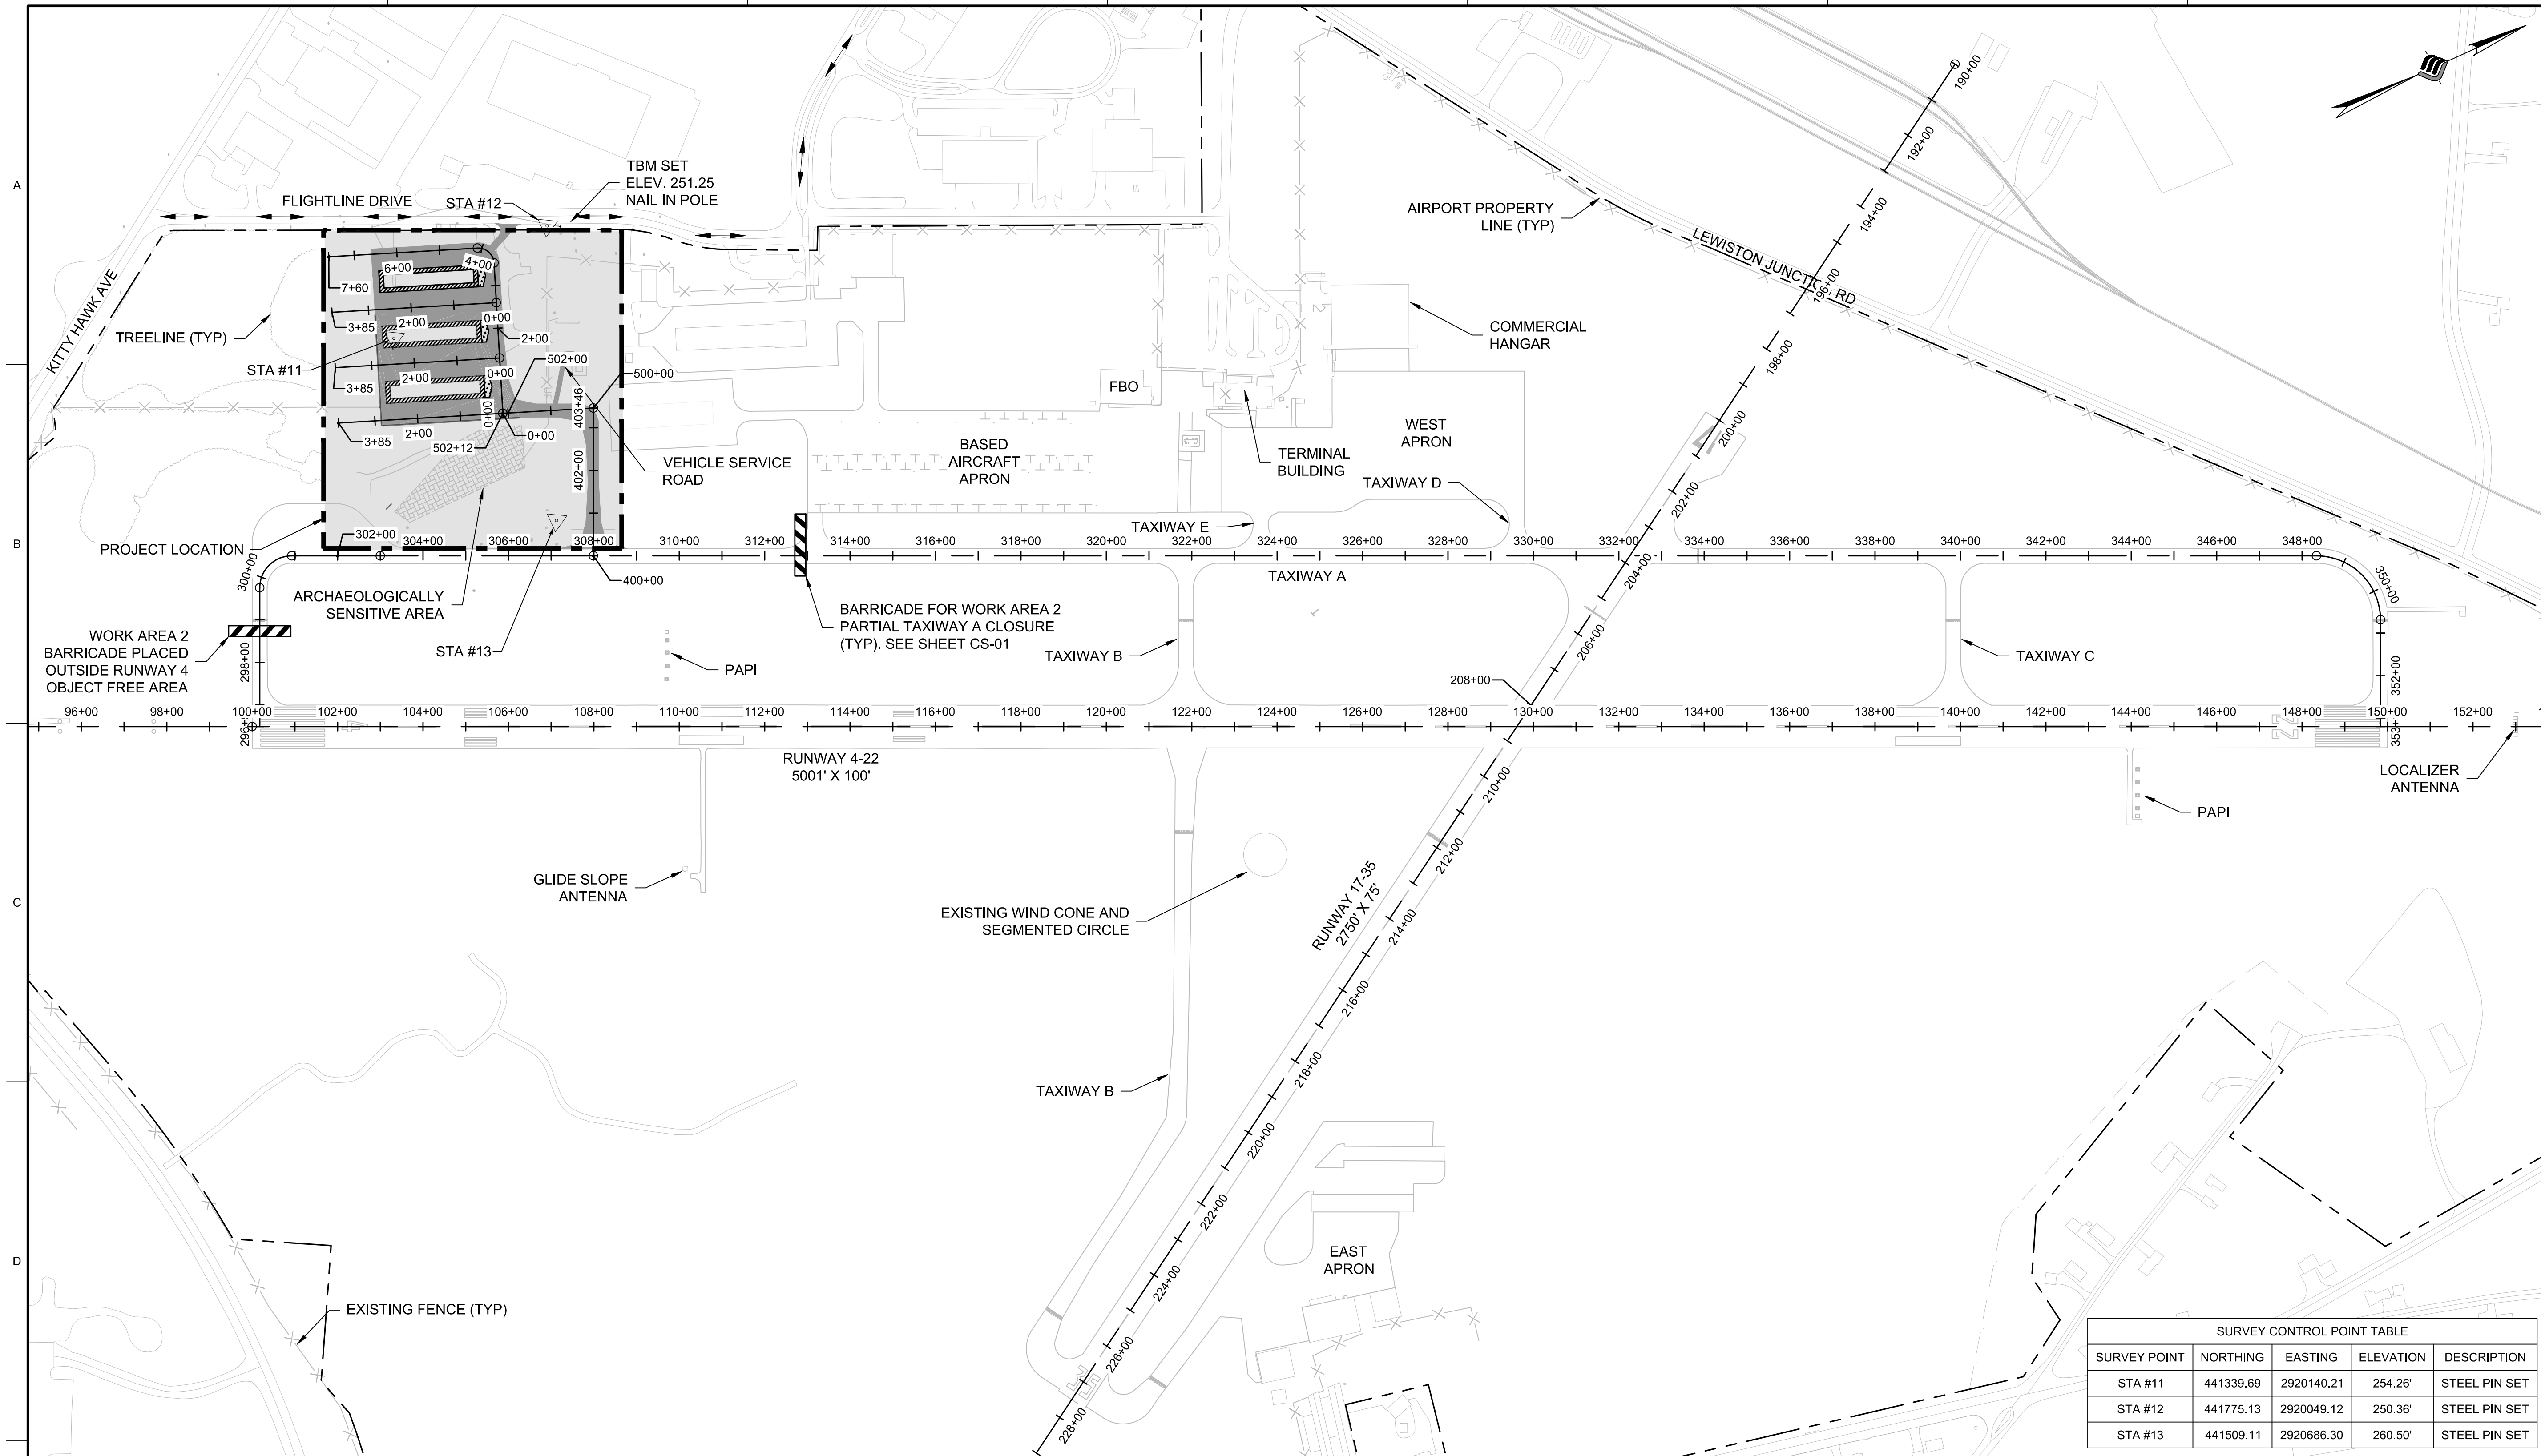 A
B
C
D
TBM SET
ELEV. 251.25
NAIL IN POLE
FLIGHTLINE DRIVE
STA #12
KITTY HAWK AVE
TREELINE (TYP)
STA #11
7+60
6+00
4+00
3+85
2+00
0+00
2+00
3+85
2+00
0+00
502+00
500+00
3+85
2+00
0+00
502+12
0+00
403+46
402+00
400+00
VEHICLE SERVICE
ROAD
PROJECT LOCATION
ARCHAEOLOGICALLY
SENSITIVE AREA
STA #13
WORK AREA 2
BARRICADE PLACED
OUTSIDE RUNWAY 4
OBJECT FREE AREA
BARRICADE FOR WORK AREA 2
PARTIAL TAXIWAY A CLOSURE
(TYP). SEE SHEET CS-01
PAPI
AIRPORT PROPERTY
LINE (TYP)
LEWISTON JUNCTION RD
COMMERCIAL
HANGAR
FBO
TERMINAL
BUILDING
WEST
APRON
BASED
AIRCRAFT
APRON
TAXIWAY D
TAXIWAY E
TAXIWAY A
TAXIWAY B
TAXIWAY C
298+00
300+00
302+00
304+00
306+00
308+00
310+00
312+00
314+00
316+00
318+00
320+00
322+00
324+00
326+00
328+00
330+00
332+00
334+00
336+00
338+00
340+00
342+00
344+00
346+00
348+00
350+00
352+00
96+00
98+00
100+00
102+00
104+00
106+00
108+00
110+00
112+00
114+00
116+00
118+00
120+00
122+00
124+00
126+00
128+00
130+00
132+00
134+00
136+00
138+00
140+00
142+00
144+00
146+00
148+00
150+00
152+00
4
22
190+00
192+00
194+00
196+00
198+00
200+00
202+00
204+00
206+00
208+00
210+00
212+00
214+00
216+00
218+00
220+00
222+00
224+00
226+00
228+00
RUNWAY 4-22
5001' X 100'
RUNWAY 17-35
2750' X 75'
GLIDE SLOPE
ANTENNA
EXISTING WIND CONE AND
SEGMENTED CIRCLE
LOCALIZER
ANTENNA
PAPI
TAXIWAY B
EAST
APRON
EXISTING FENCE (TYP)
SURVEY CONTROL POINT TABLE
SURVEY POINT NORTHING EASTING ELEVATION DESCRIPTION
STA #11 441339.69 2920140.21 254.26' STEEL PIN SET
STA #12 441775.13 2920049.12 250.36' STEEL PIN SET
STA #13 441509.11 2920686.30 260.50' STEEL PIN SET